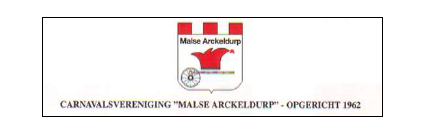 Malse Arckeldurp
CARNAVALSVERENIGING "MALSE ARCKELDURP" - OPGERICHT 1962